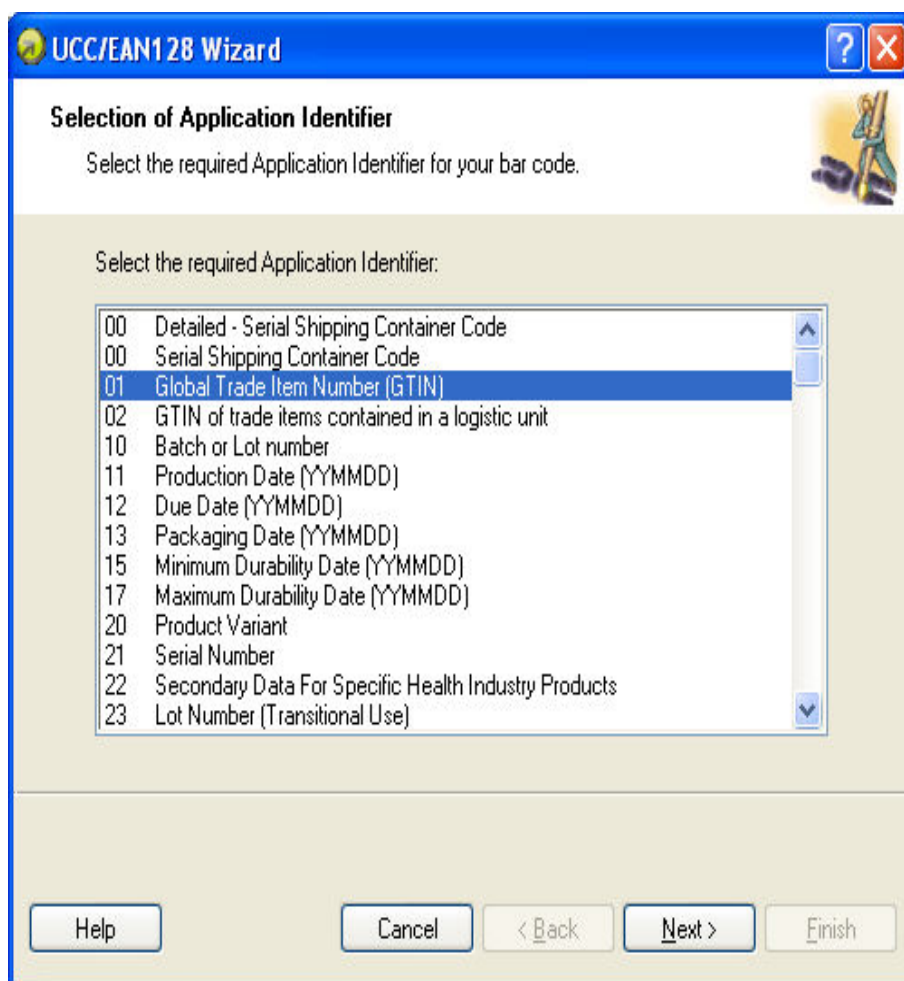 UCC/EAN128 Wizard
Selection of Application Identifier
Select the required Application Identifier for your bar code.
Select the required Application Identifier:
00 Detailed - Serial Shipping Container Code
00 Serial Shipping Container Code
01 Global Trade Item Number (GTIN)
02 GTIN of trade items contained in a logistic unit
10 Batch or Lot number
11 Production Date (YYMMDD)
12 Due Date (YYMMDD)
13 Packaging Date (YYMMDD)
15 Minimum Durability Date (YYMMDD)
17 Maximum Durability Date (YYMMDD)
20 Product Variant
21 Serial Number
22 Secondary Data For Specific Health Industry Products
23 Lot Number (Transitional Use)
Help Cancel < Back Next > Finish